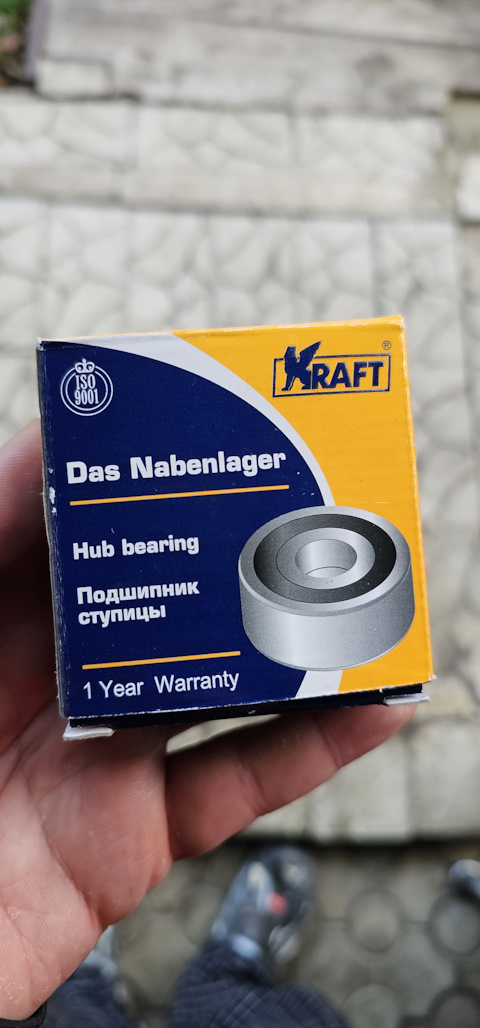 ISO
9001
KRAFT®
Das Nabenlager
Hub bearing
Подшипник
ступицы
1 Year Warranty